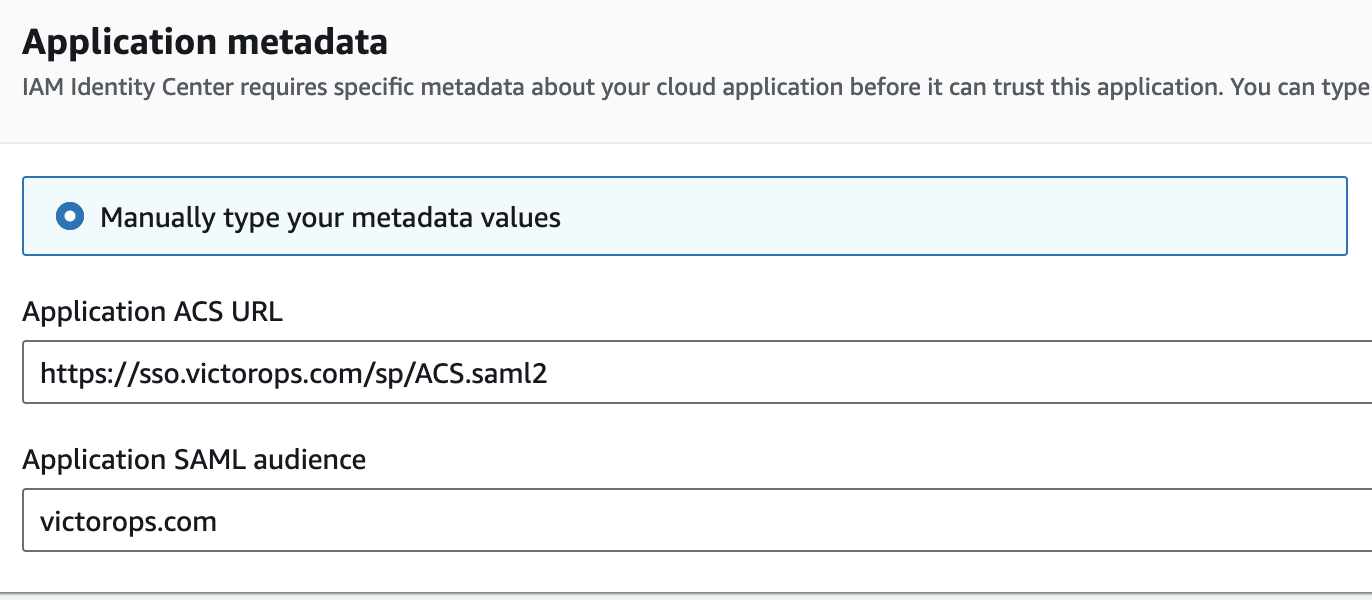 Application metadata
IAM Identity Center requires specific metadata about your cloud application before it can trust this application. You can type
Manually type your metadata values
Application ACS URL
https://sso.victorops.com/sp/ACS.saml2
Application SAML audience
victorops.com